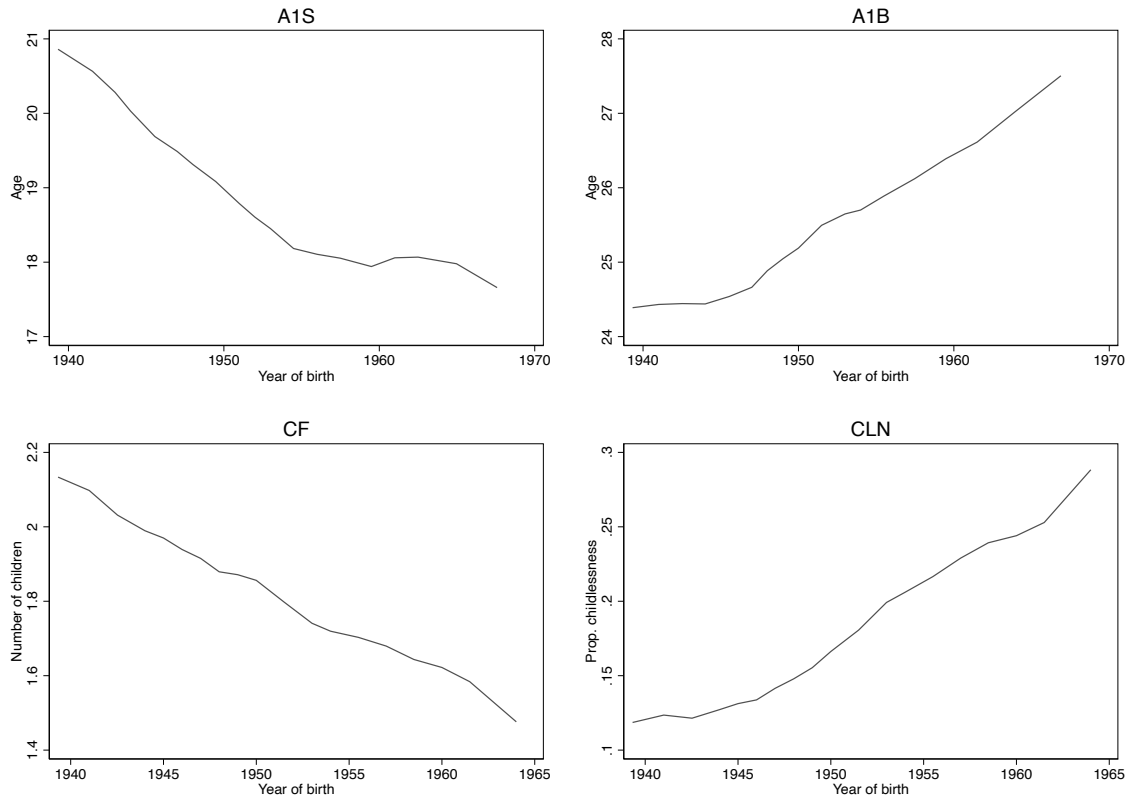 A1S
Age
21
20
19
18
17
1940 1950 1960 1970
Year of birth
A1B
Age
28
27
26
25
24
1940 1950 1960 1970
Year of birth
CF
Number of children
2.2
2
1.8
1.6
1.4
1940 1945 1950 1955 1960 1965
Year of birth
CLN
Prop. childlessness
.3
.25
.2
.15
.1
1940 1945 1950 1955 1960 1965
Year of birth